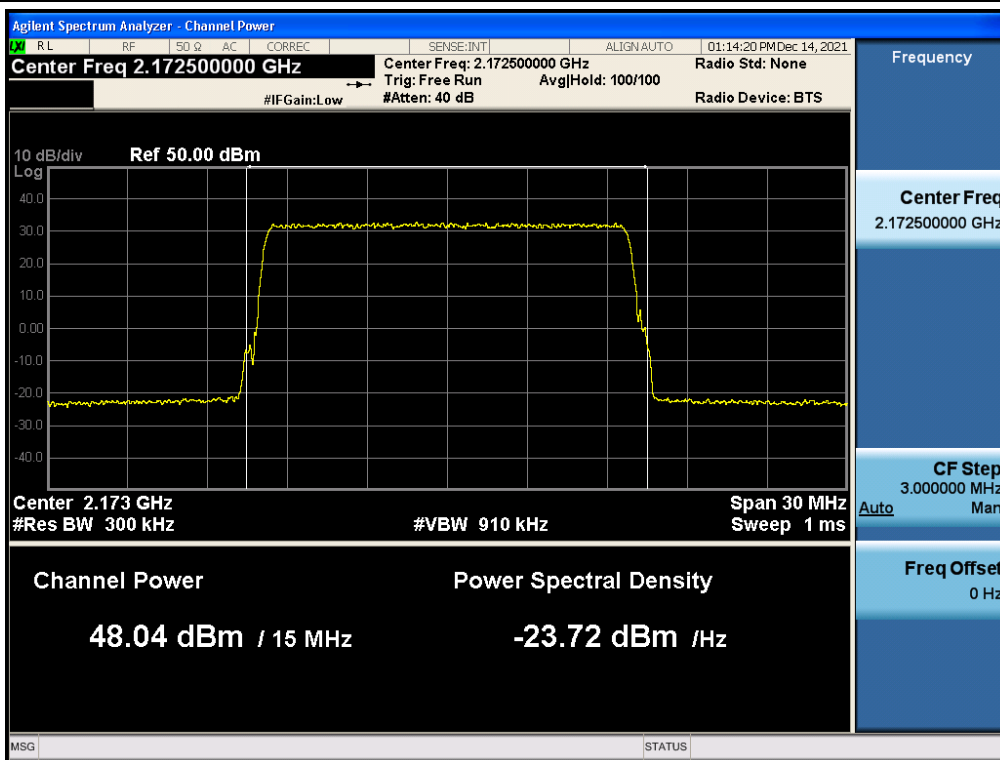 Agilent Spectrum Analyzer - Channel Power
LXI RL RF 50 Ω AC CORREC SENSE:INT ALIGN AUTO 01:14:20 PM Dec 14, 2021
Center Freq 2.172500000 GHz
Center Freq: 2.172500000 GHz
Radio Std: None
Trig: Free Run Avg|Hold: 100/100
#IFGain:Low
#Atten: 40 dB
Radio Device: BTS
10 dB/div Ref 50.00 dBm
Log
40.0
30.0
20.0
10.0
0.00
-10.0
-20.0
-30.0
-40.0
Center 2.173 GHz Span 30 MHz
#Res BW 300 kHz #VBW 910 kHz Sweep 1 ms
Channel Power Power Spectral Density
48.04 dBm / 15 MHz -23.72 dBm /Hz
MSG STATUS
Frequency
Center Freq
2.172500000 GHz
CF Step
3.000000 MHz
Auto Man
Freq Offset
0 Hz